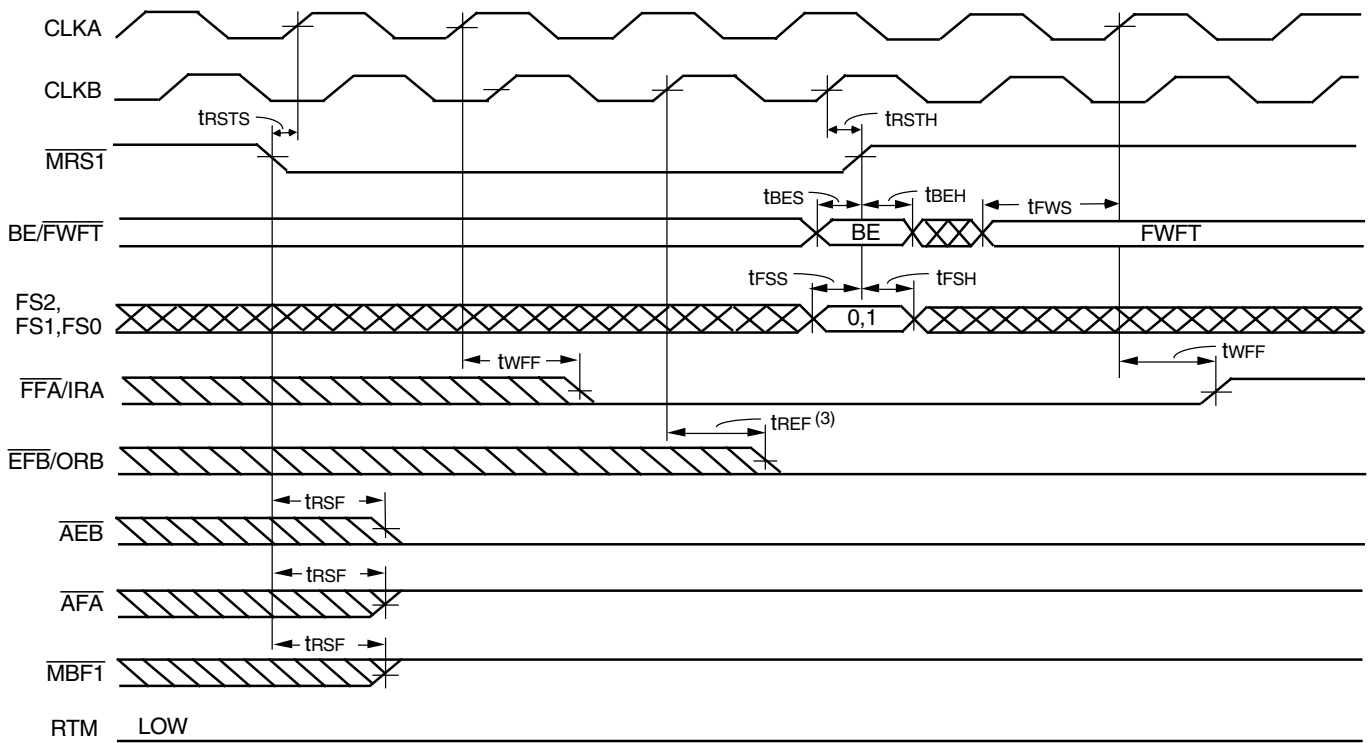 CLKA
CLKB
tRSTS
tRSTH
MRS1
tBES
tBEH
tFWS
BE/FWFT
BE
FWFT
tFSS
tFSH
FS2,
FS1,FS0
0,1
tWFF
tWFF
FFA/IRA
tREF (3)
EFB/ORB
tRSF
AEB
tRSF
AFA
tRSF
MBF1
RTM LOW